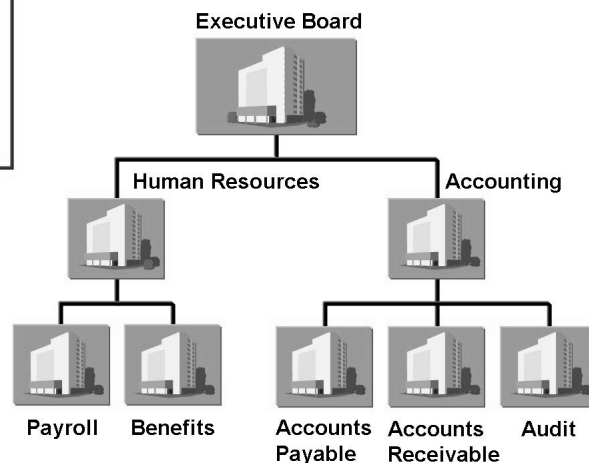 Executive Board
Human Resources
Accounting
Payroll
Benefits
Accounts
Payable
Accounts
Receivable
Audit